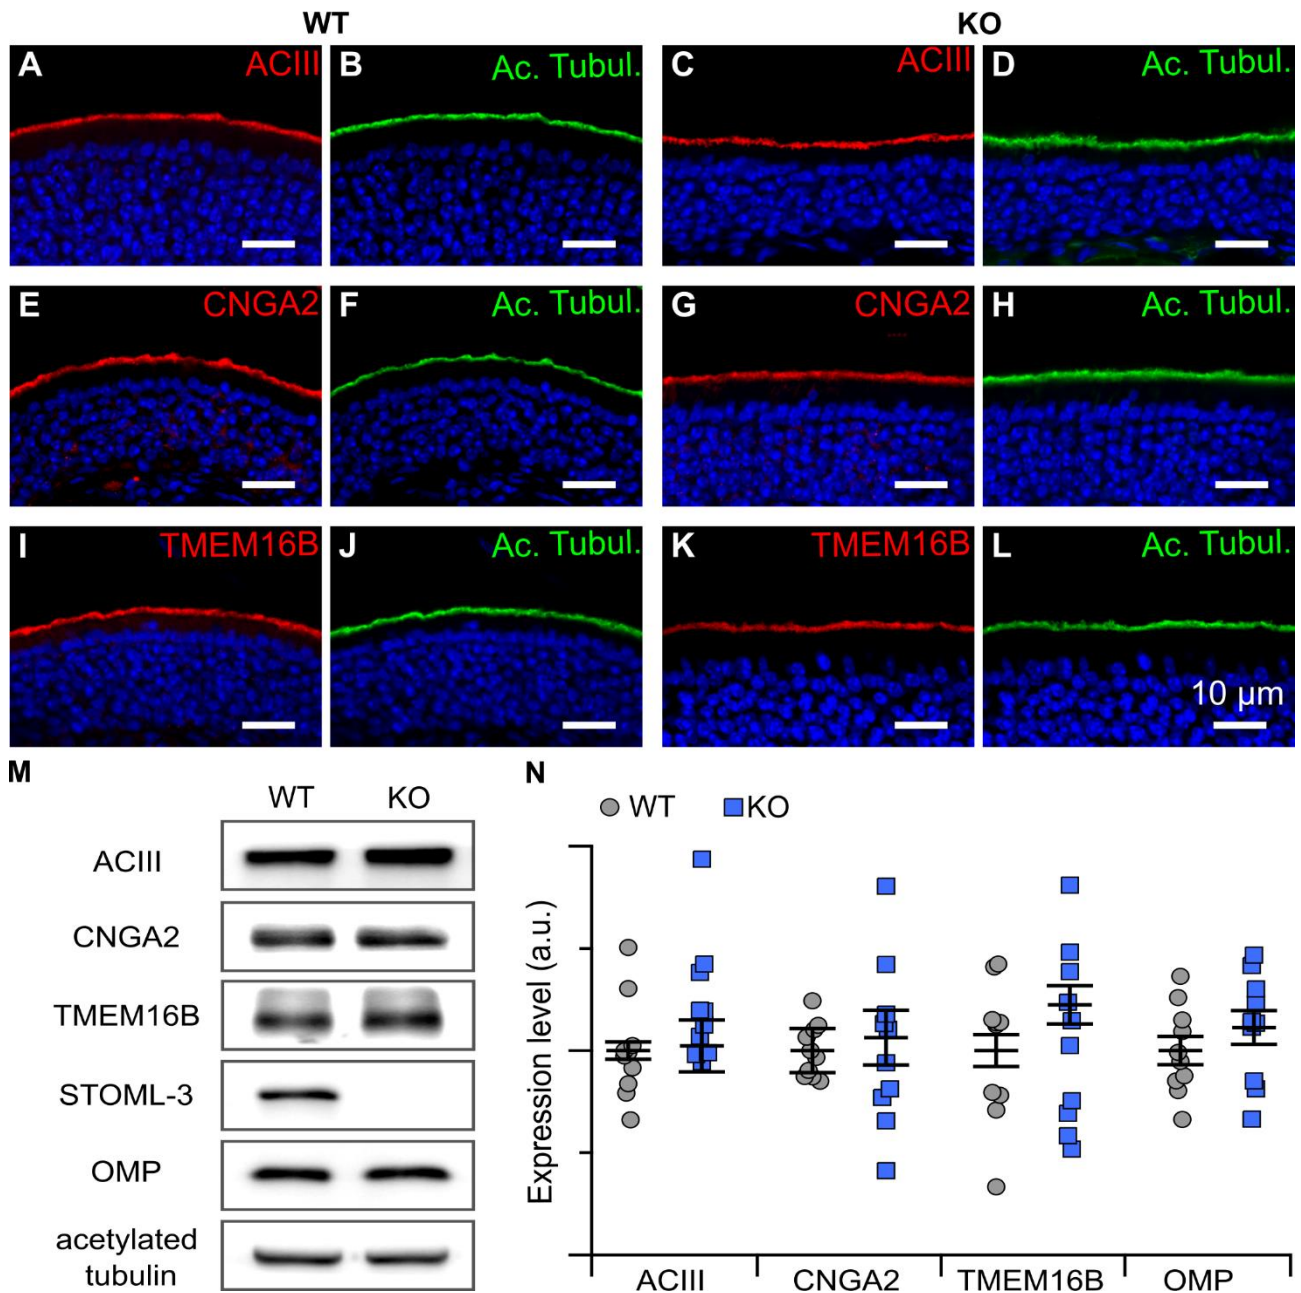 WT KO
A ACIII B Ac. Tubul. C ACIII D Ac. Tubul.
E CNGA2 F Ac. Tubul. G CNGA2 H Ac. Tubul.
I TMEM16B J Ac. Tubul. K TMEM16B L Ac. Tubul.
10 µm
M
WT KO
ACIII
CNGA2
TMEM16B
STOML-3
OMP
acetylated
tubulin
N
WT KO
Expression level (a.u.)
ACIII CNGA2 TMEM16B OMP